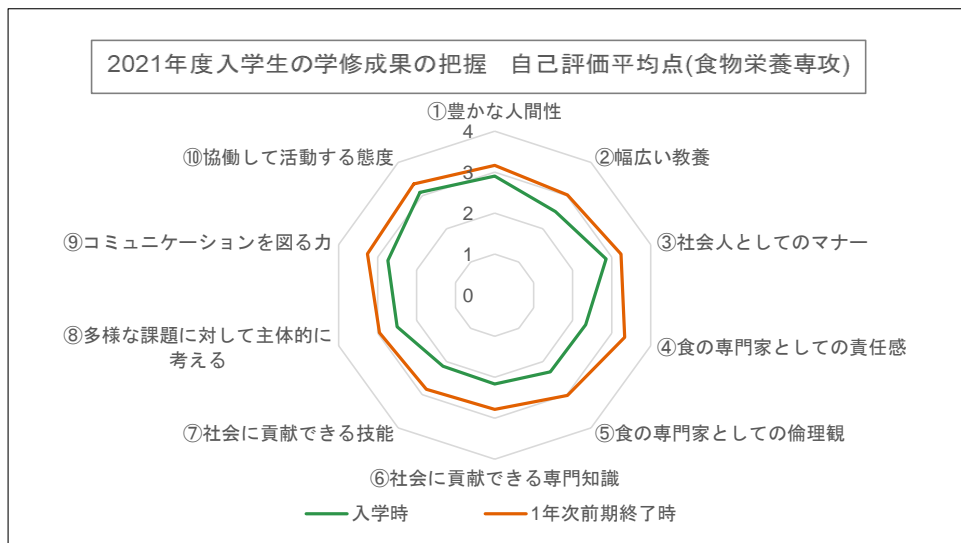 2021年度入学生の学修成果の把握　自己評価平均点(食物栄養専攻)
①豊かな人間性
②幅広い教養
③社会人としてのマナー
④食の専門家としての責任感
⑤食の専門家としての倫理観
⑥社会に貢献できる専門知識
⑦社会に貢献できる技能
⑧多様な課題に対して主体的に
考える
⑨コミュニケーションを図る力
⑩協働して活動する態度
4
3
2
1
0
入学時
1年次前期終了時